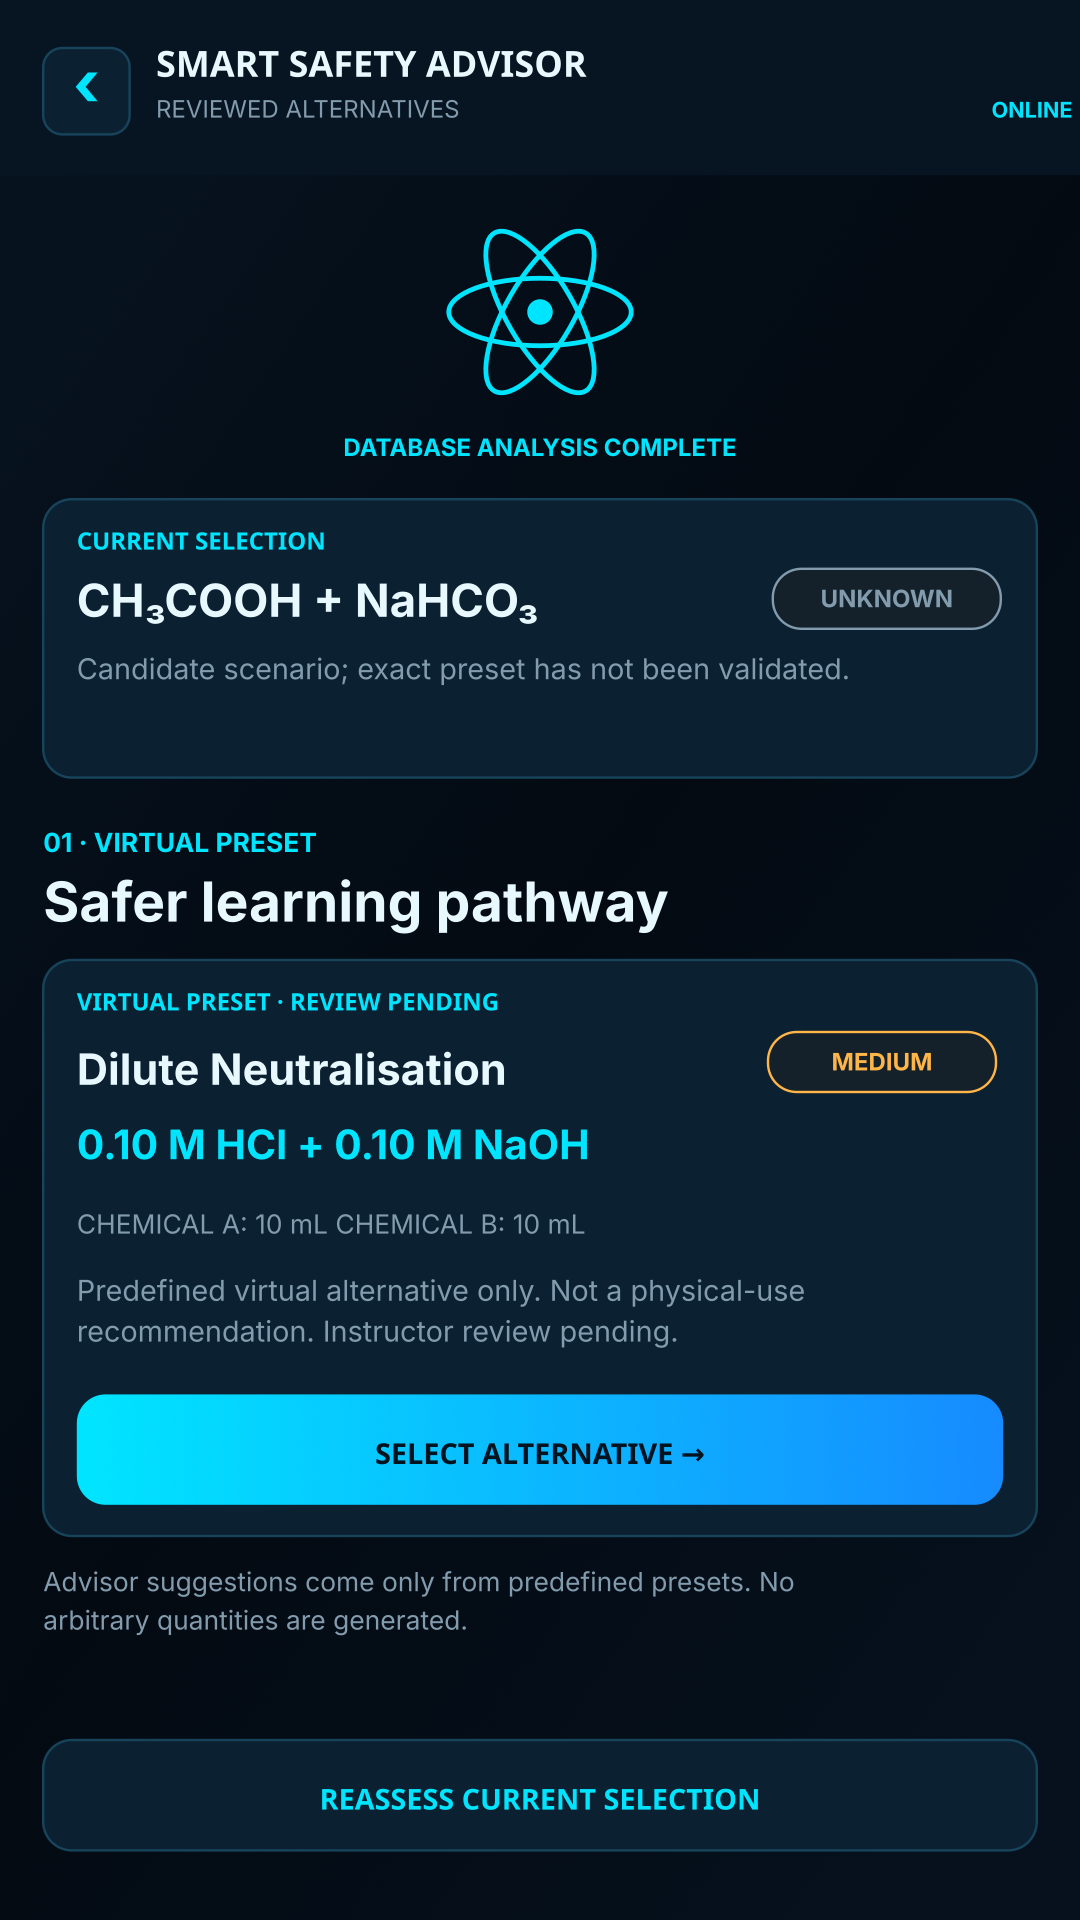 SMART SAFETY ADVISOR
REVIEWED ALTERNATIVES
ONLINE
DATABASE ANALYSIS COMPLETE
CURRENT SELECTION
CH₃COOH + NaHCO₃
UNKNOWN
Candidate scenario; exact preset has not been validated.
01 · VIRTUAL PRESET
Safer learning pathway
VIRTUAL PRESET · REVIEW PENDING
Dilute Neutralisation
MEDIUM
0.10 M HCl + 0.10 M NaOH
CHEMICAL A: 10 mL CHEMICAL B: 10 mL
Predefined virtual alternative only. Not a physical-use
recommendation. Instructor review pending.
SELECT ALTERNATIVE →
Advisor suggestions come only from predefined presets. No
arbitrary quantities are generated.
REASSESS CURRENT SELECTION